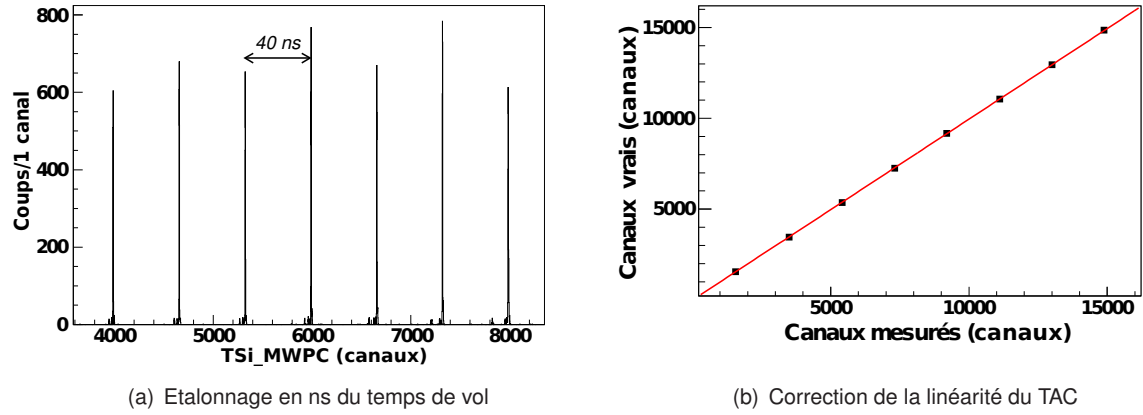 800
600
400
200
0
Coups/1 canal
40 ns
4000 5000 6000 7000 8000
TSi_MWPC (canaux)
(a) Etalonnage en ns du temps de vol
15000
10000
5000
Canaux vrais (canaux)
5000 10000 15000
Canaux mesurés (canaux)
(b) Correction de la linéarité du TAC